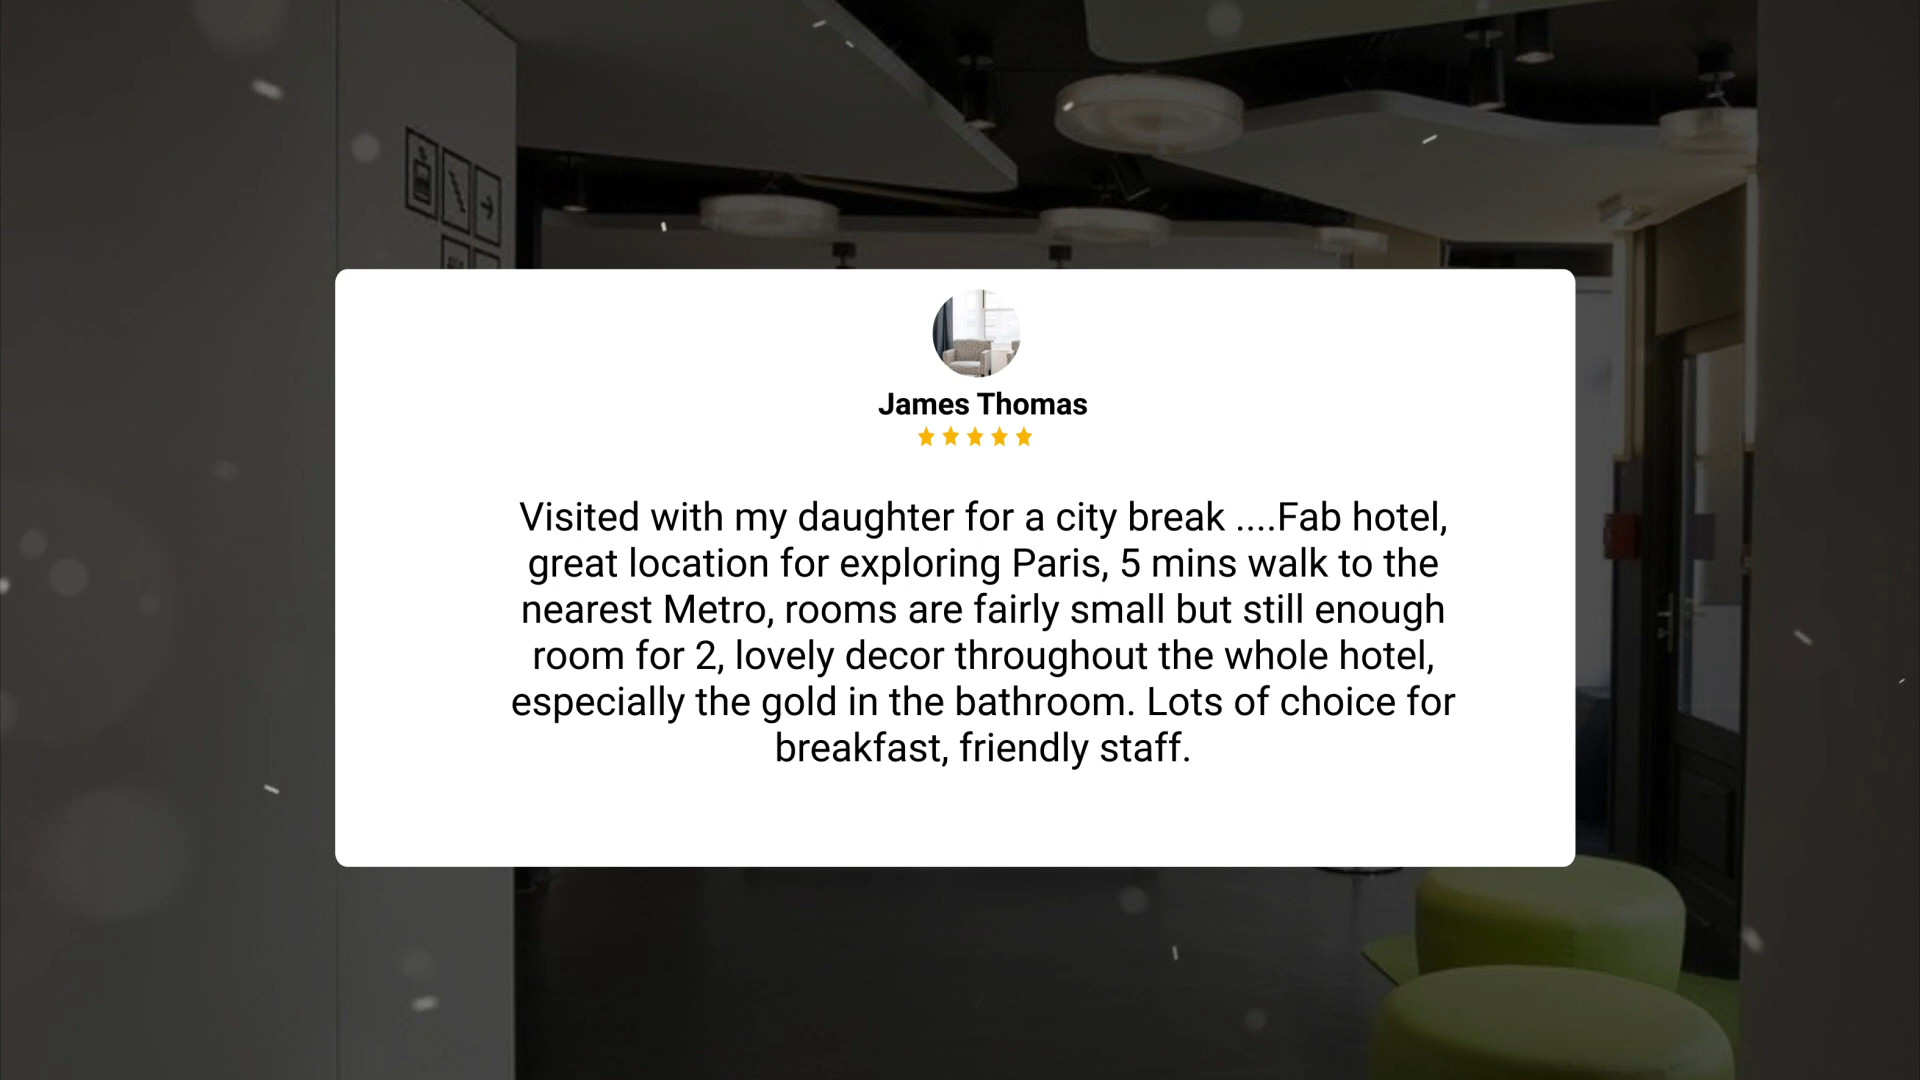 James Thomas
Visited with my daughter for a city break ....Fab hotel,
great location for exploring Paris, 5 mins walk to the
nearest Metro, rooms are fairly small but still enough
room for 2, lovely decor throughout the whole hotel,
especially the gold in the bathroom. Lots of choice for
breakfast, friendly staff.